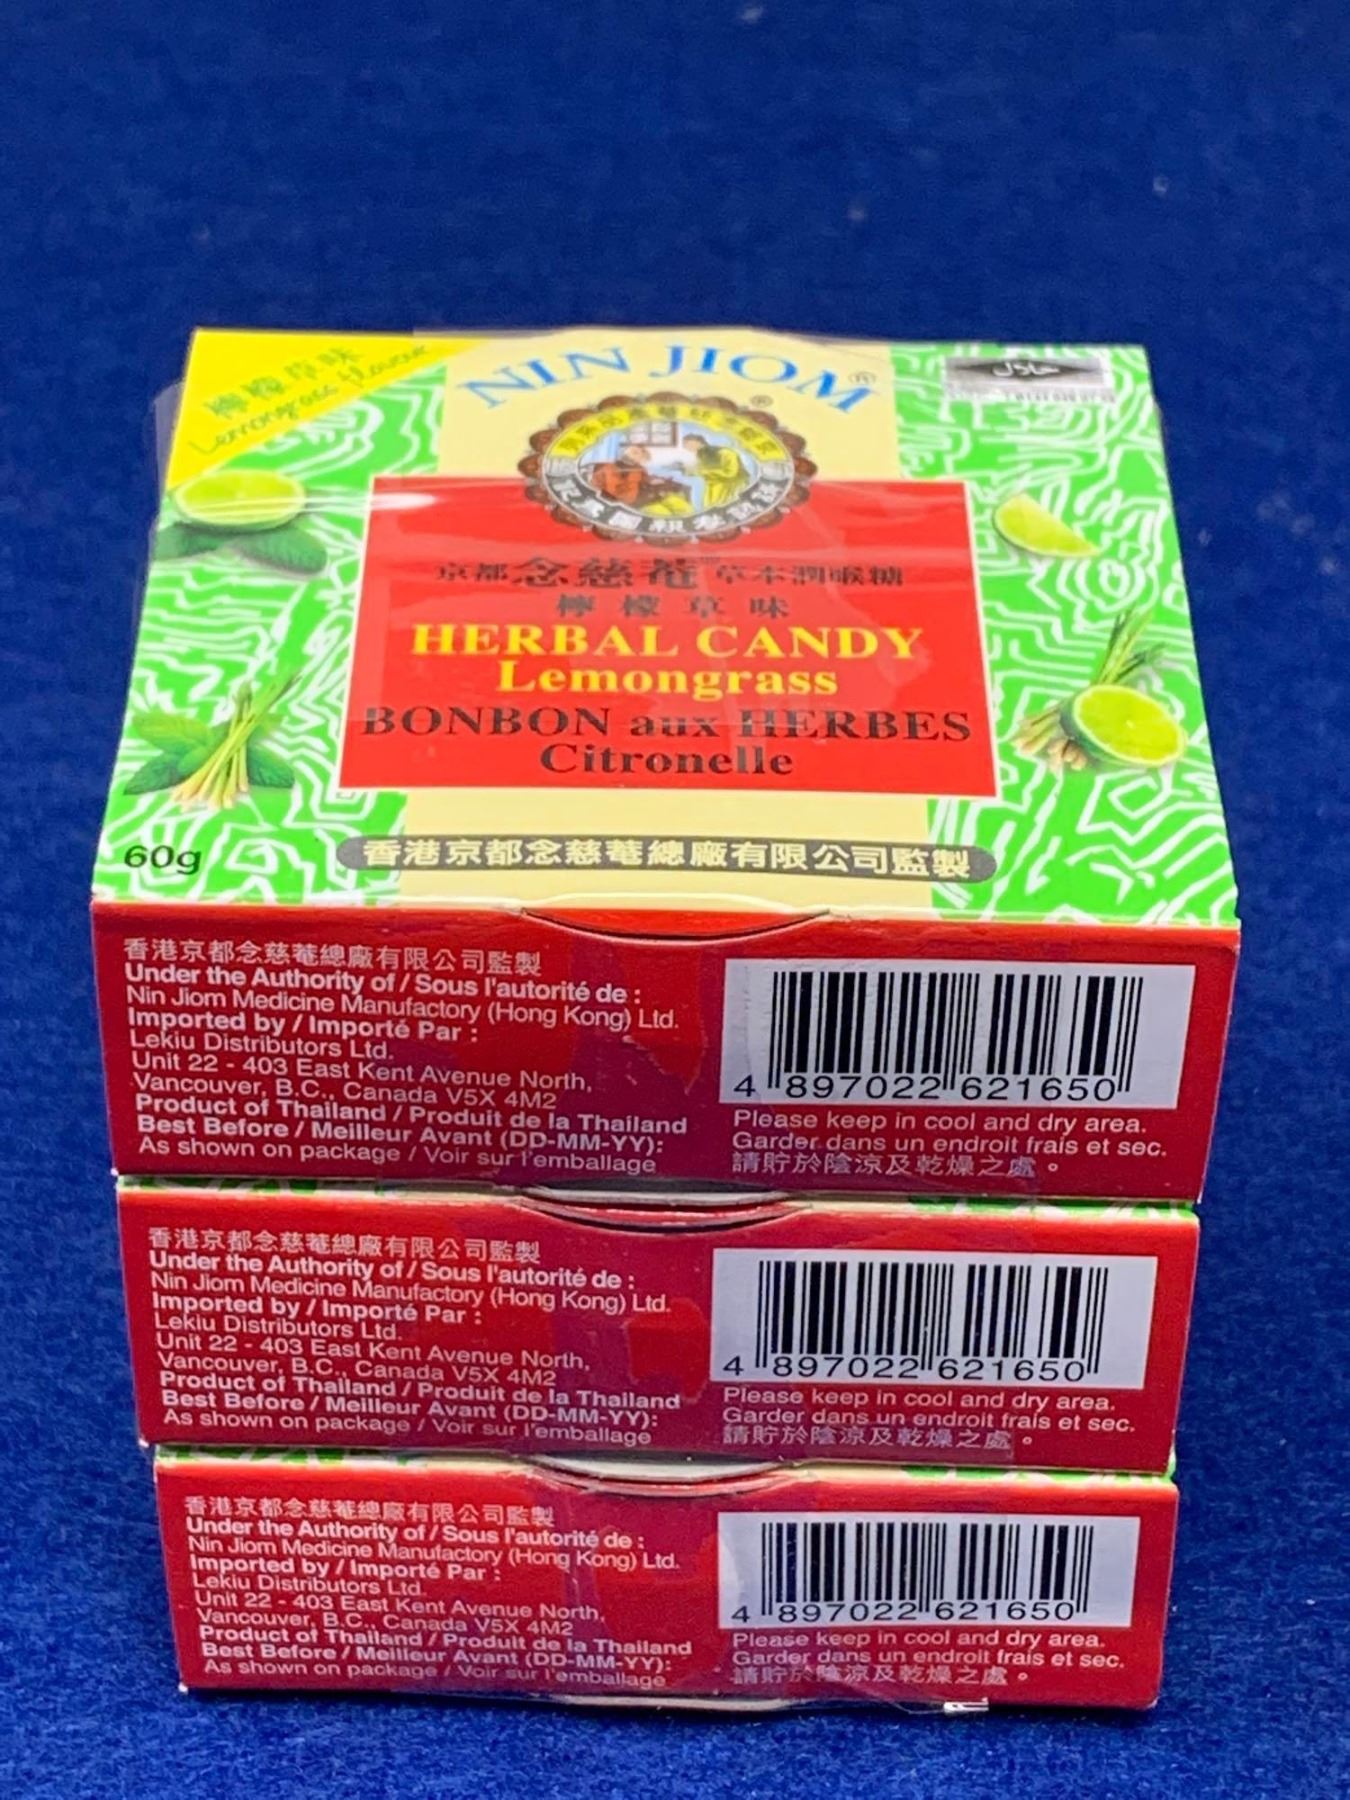 檸檬草味
Lemongrass flavour
NIN JIOM®
حلال
京都念慈菴™草本潤喉糖
檸檬草味
HERBAL CANDY
Lemongrass
BONBON aux HERBES
Citronelle
60g
香港京都念慈菴總廠有限公司監製
香港京都念慈菴總廠有限公司監製
Under the Authority of / Sous l'autorité de :
Nin Jiom Medicine Manufactory (Hong Kong) Ltd.
Imported by / Importé Par :
Lekiu Distributors Ltd.
Unit 22 - 403 East Kent Avenue North,
Vancouver, B.C., Canada V5X 4M2
Product of Thailand / Produit de la Thailand
Best Before / Meilleur Avant (DD-MM-YY):
As shown on package / Voir sur l'emballage
4 897022 621650
Please keep in cool and dry area.
Garder dans un endroit frais et sec.
請貯於陰涼及乾燥之處。
香港京都念慈菴總廠有限公司監製
Under the Authority of / Sous l'autorité de :
Nin Jiom Medicine Manufactory (Hong Kong) Ltd.
Imported by / Importé Par :
Lekiu Distributors Ltd.
Unit 22 - 403 East Kent Avenue North,
Vancouver, B.C., Canada V5X 4M2
Product of Thailand / Produit de la Thailand
Best Before / Meilleur Avant (DD-MM-YY):
As shown on package / Voir sur l'emballage
4 897022 621650
Please keep in cool and dry area.
Garder dans un endroit frais et sec.
請貯於陰涼及乾燥之處。
香港京都念慈菴總廠有限公司監製
Under the Authority of / Sous l'autorité de :
Nin Jiom Medicine Manufactory (Hong Kong) Ltd.
Imported by / Importé Par :
Lekiu Distributors Ltd.
Unit 22 - 403 East Kent Avenue North,
Vancouver, B.C., Canada V5X 4M2
Product of Thailand / Produit de la Thailand
Best Before / Meilleur Avant (DD-MM-YY):
As shown on package / Voir sur l'emballage
4 897022 621650
Please keep in cool and dry area.
Garder dans un endroit frais et sec.
請貯於陰涼及乾燥之處。